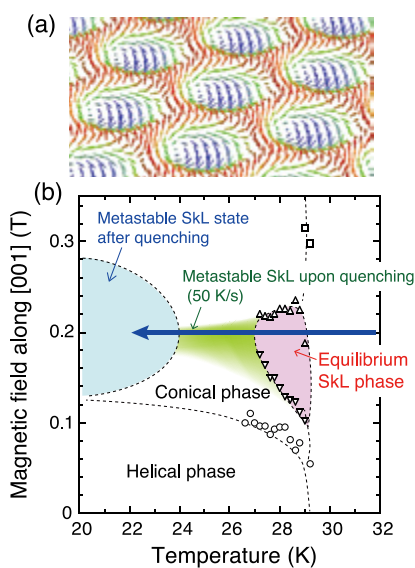 (a)
(b)
Metastable SkL state
after quenching
Metastable SkL upon quenching
(50 K/s)
Equilibrium
SkL phase
Conical phase
Helical phase
Magnetic field along [001] (T)
0.3
0.2
0.1
0
20 22 24 26 28 30 32
Temperature (K)